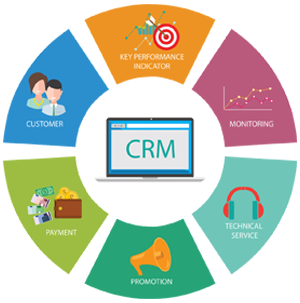 KEY PERFORMANCE
INDICATOR
MONITORING
TECHNICAL
SERVICE
PROMOTION
PAYMENT
CUSTOMER
CRM